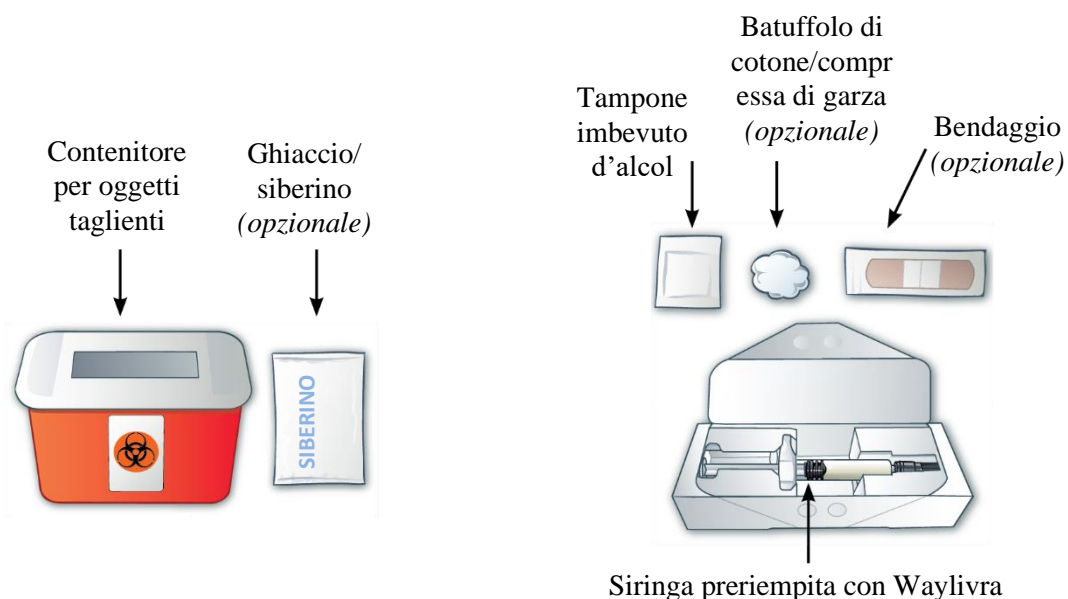 Contenitore
per oggetti
taglienti
Ghiaccio/
siberino
(opzionale)
SIBERINO
Tampone
imbevuto
d’alcol
Batuffolo di
cotone/compr
essa di garza
(opzionale)
Bendaggio
(opzionale)
Siringa preriempita con Waylivra